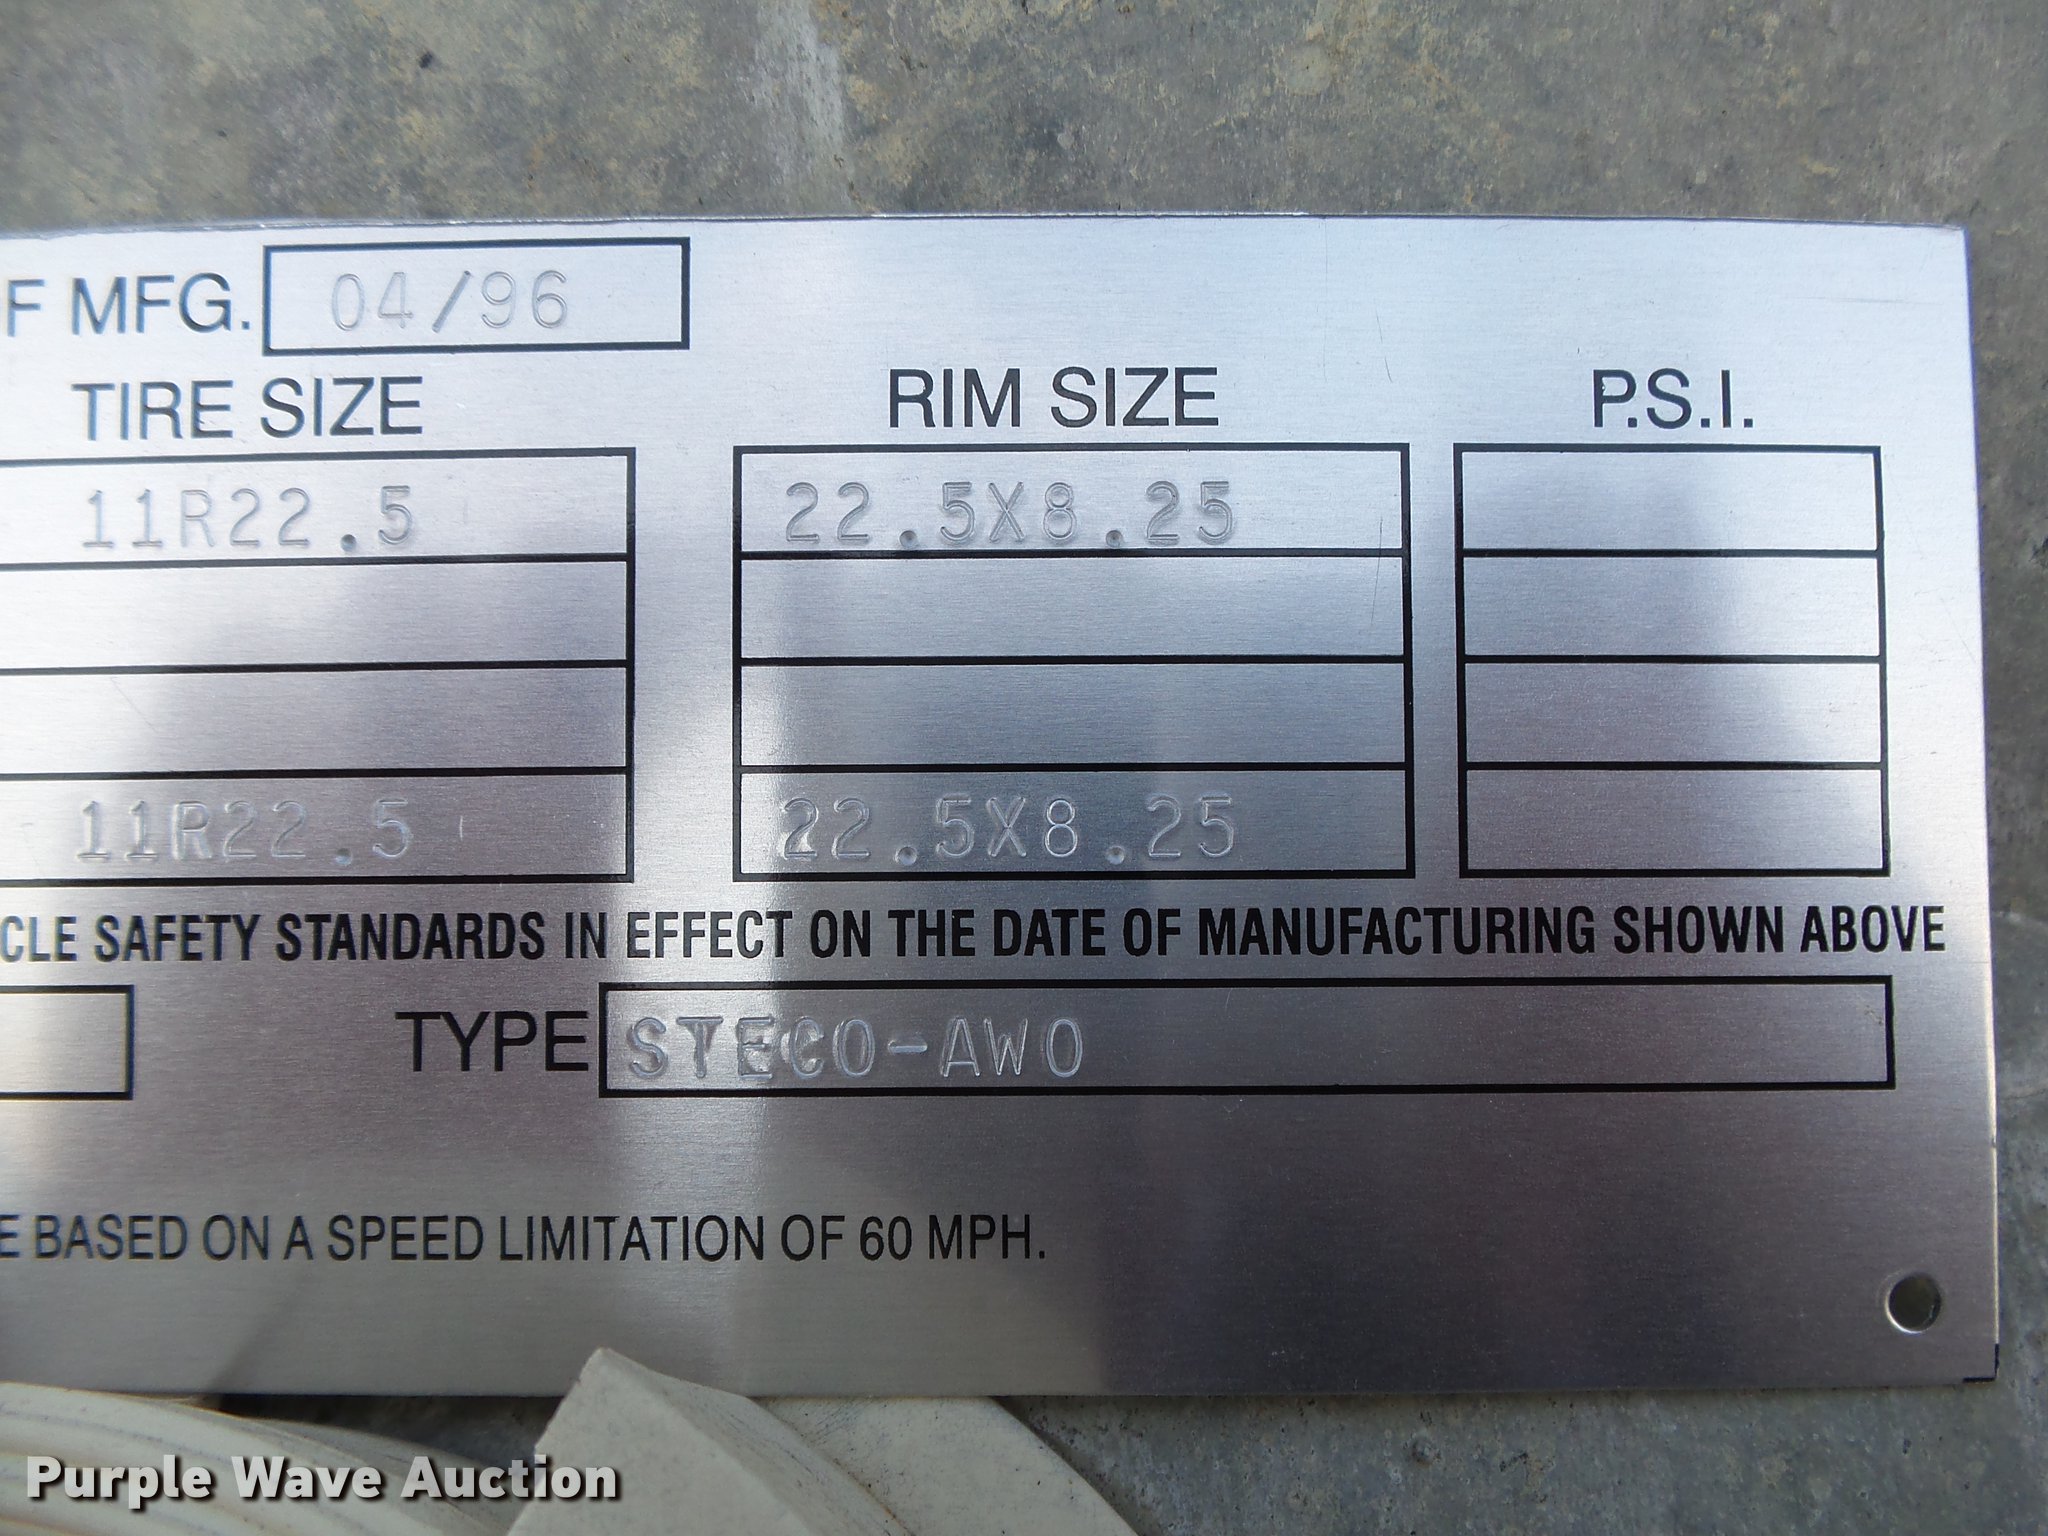 F MFG. 04/96
TIRE SIZE RIM SIZE P.S.I.
11R22.5 22.5X8.25
11R22.5 22.5X8.25
CLE SAFETY STANDARDS IN EFFECT ON THE DATE OF MANUFACTURING SHOWN ABOVE
TYPE STECO-AWO
E BASED ON A SPEED LIMITATION OF 60 MPH.
Purple Wave Auction